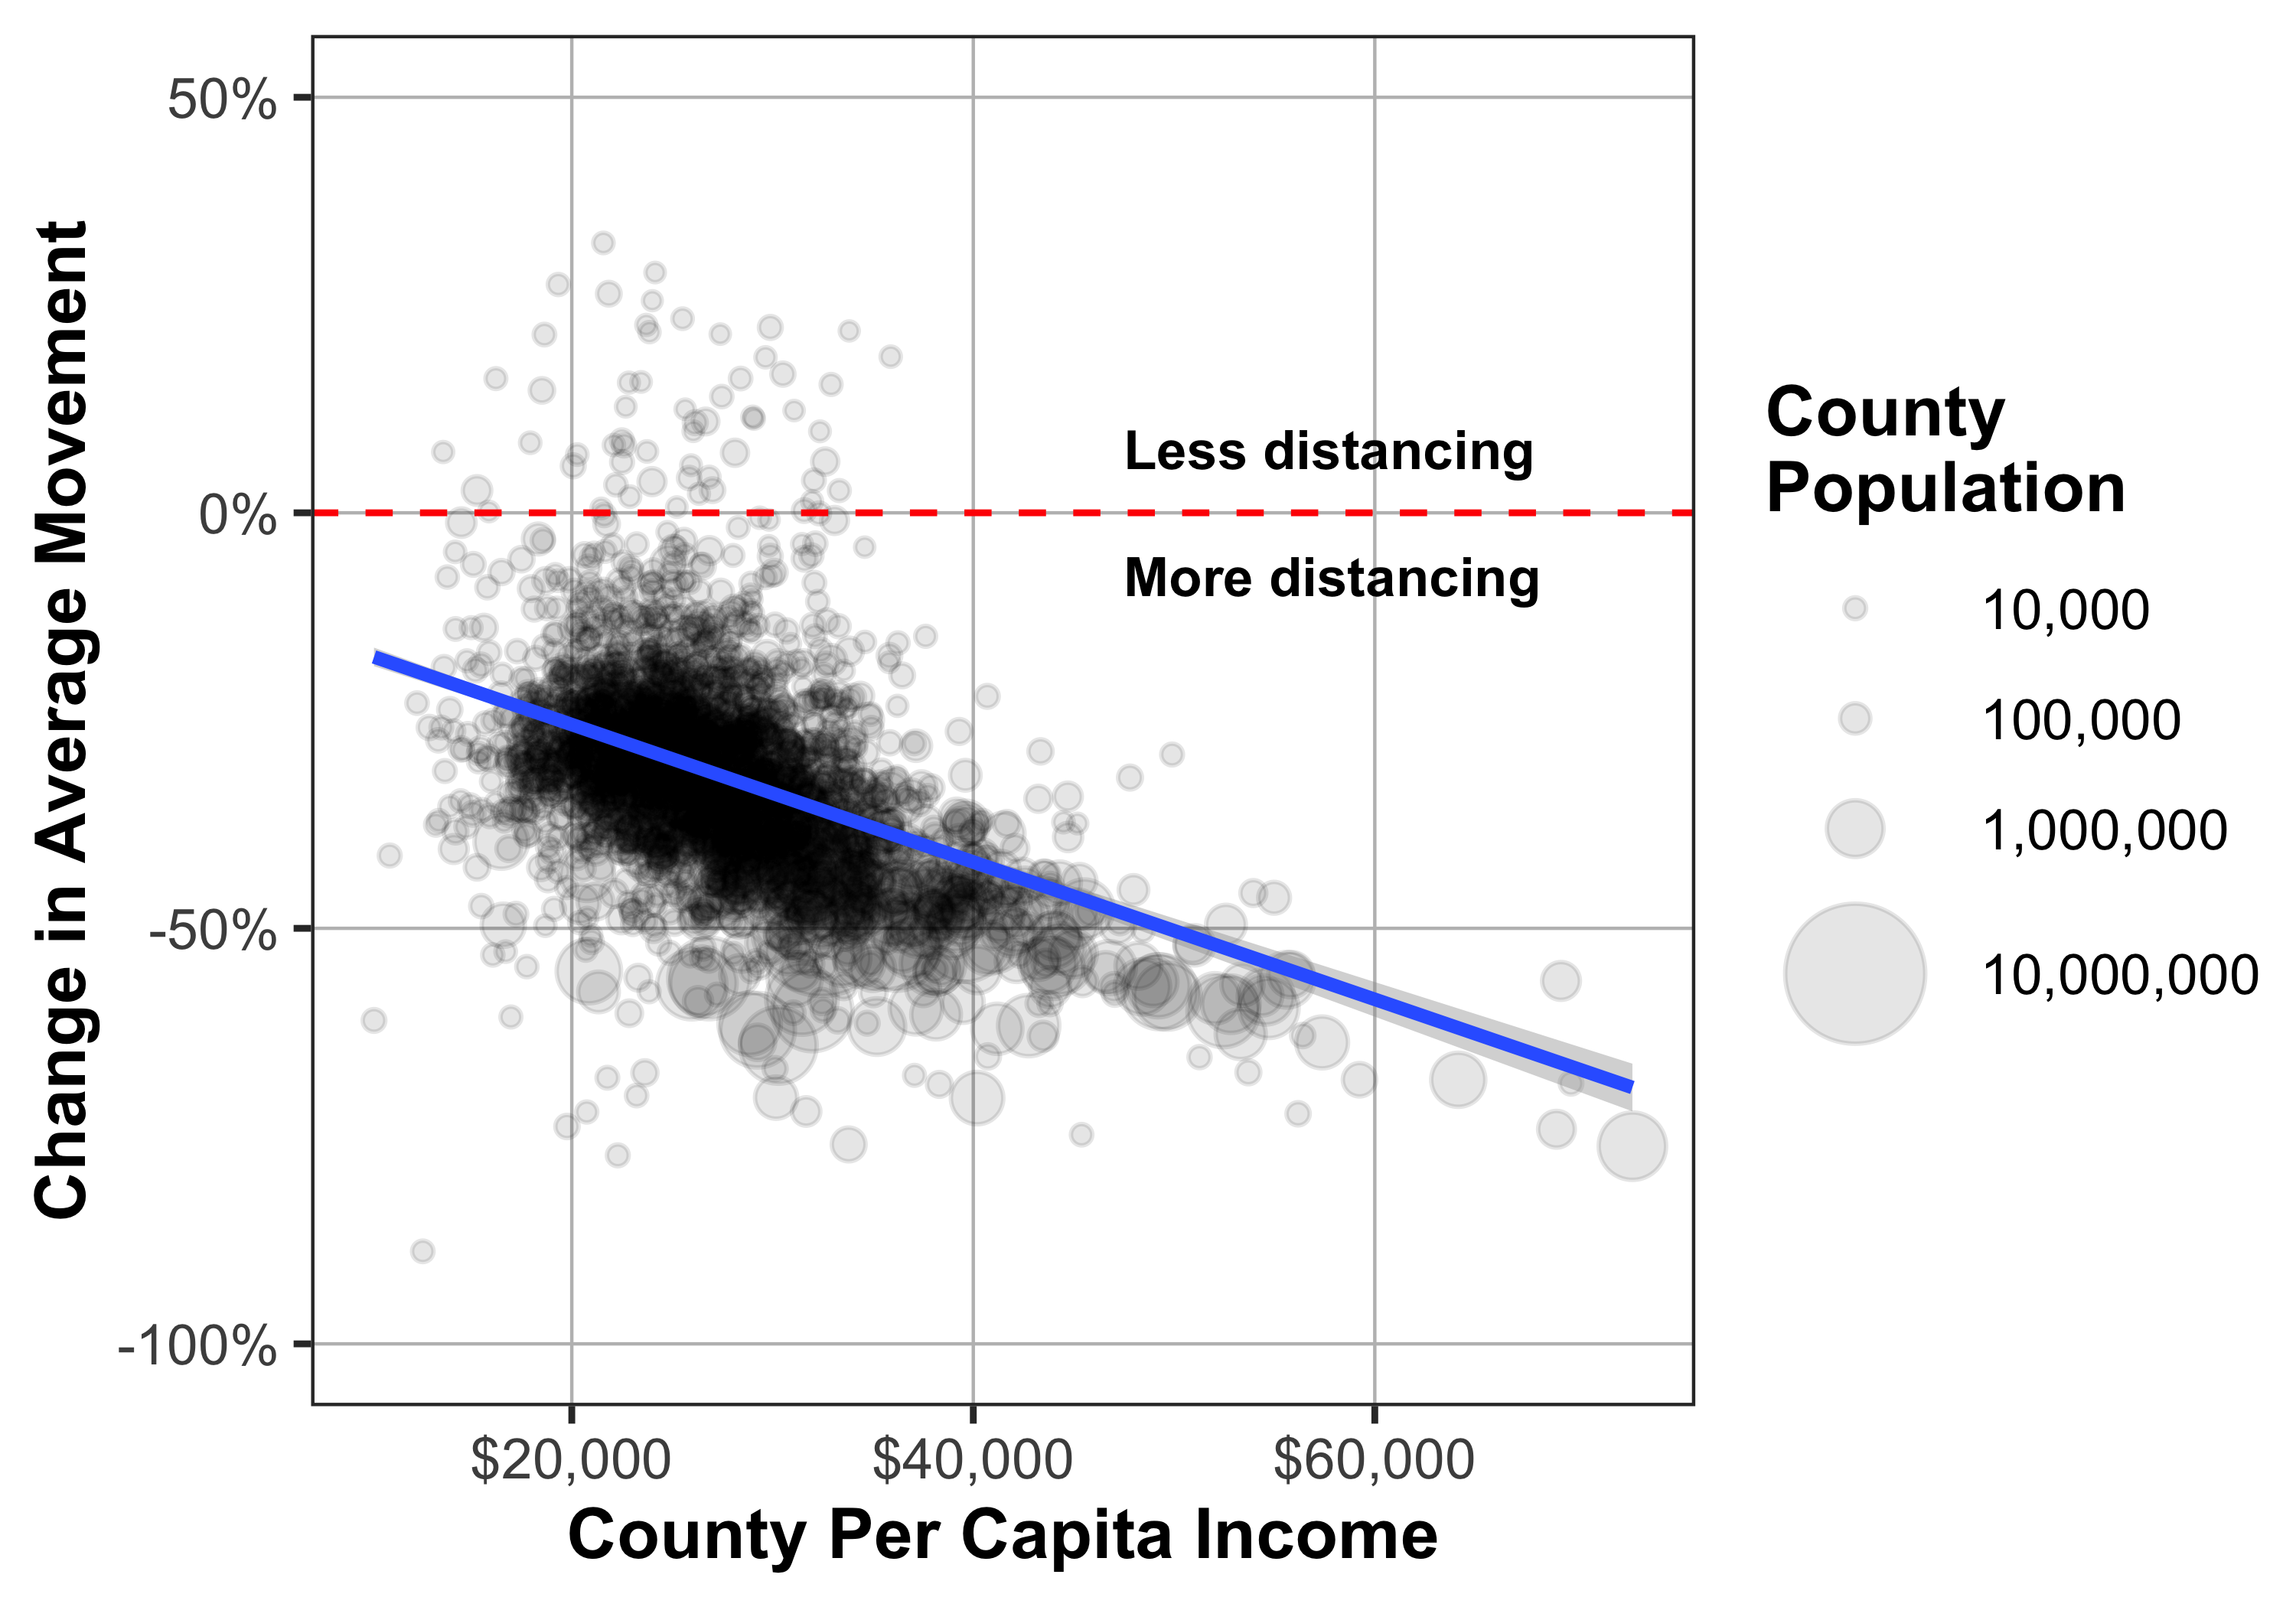 Change in Average Movement
50%
0%
-50%
-100%
Less distancing
More distancing
$20,000
$40,000
$60,000
County Per Capita Income
County
Population
10,000
100,000
1,000,000
10,000,000